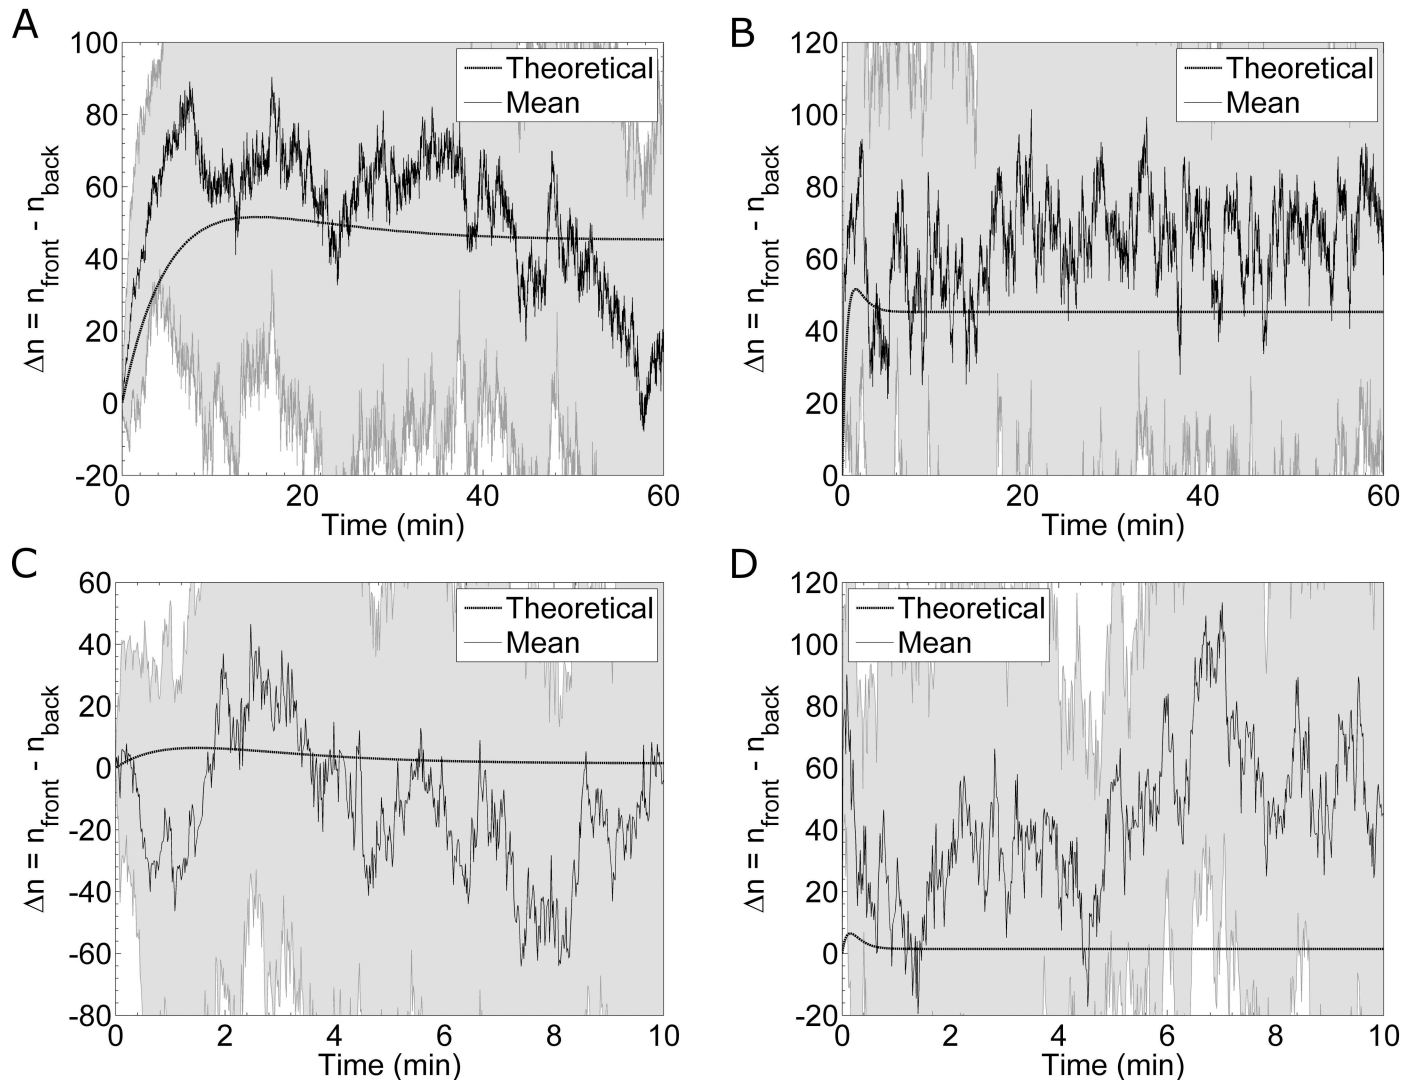 A
100
80
60
40
20
0
-20
0 20 40 60
Time (min)
Δn = n_front - n_back
Theoretical
Mean
B
120
100
80
60
40
20
0
0 20 40 60
Time (min)
Δn = n_front - n_back
Theoretical
Mean
C
60
40
20
0
-20
-40
-60
-80
0 2 4 6 8 10
Time (min)
Δn = n_front - n_back
Theoretical
Mean
D
120
100
80
60
40
20
0
-20
0 2 4 6 8 10
Time (min)
Δn = n_front - n_back
Theoretical
Mean